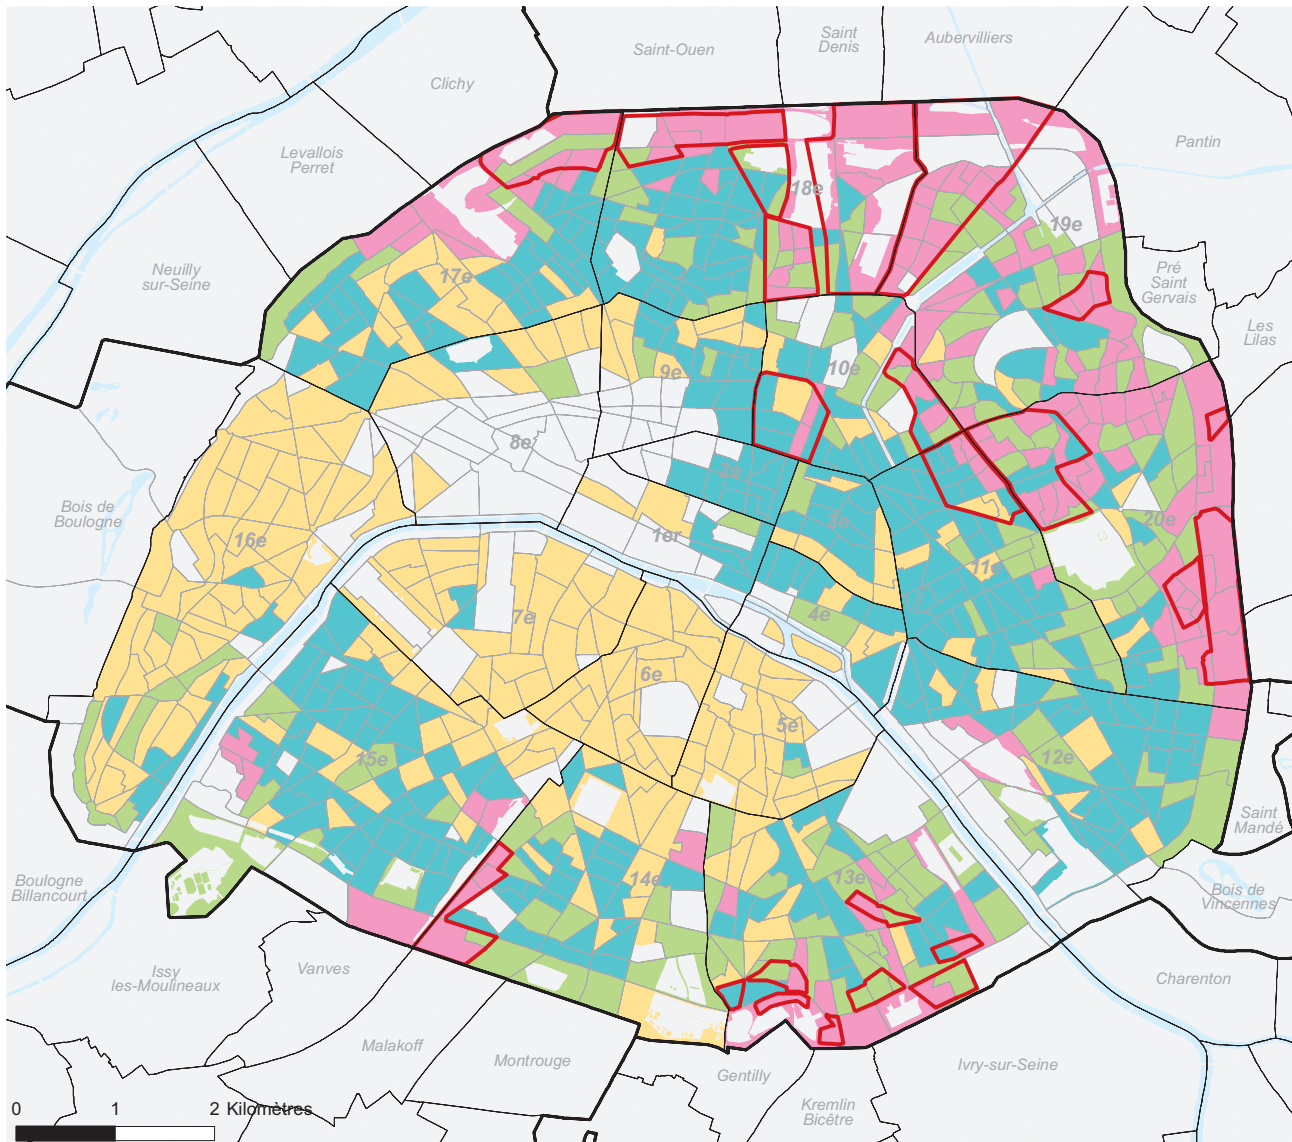 Saint
Denis
Aubervilliers
Saint-Ouen
Clichy
Pantin
Levallois
Perret
18e
19e
Neuilly
sur-Seine
17e
Pré
Saint
Gervais
Les
Lilas
9e
10e
8e
2e
Bois de
Boulogne
16e
1er
3e
20e
11e
7e
4e
6e
5e
15e
12e
Saint
Mandé
14e
13e
Boulogne
Billancourt
Bois de
Vincennes
Issy
les-Moulineaux
Vanves
Charenton
Malakoff
Montrouge
Gentilly
Ivry-sur-Seine
Kremlin
Bicêtre
0 1 2 Kilomètres